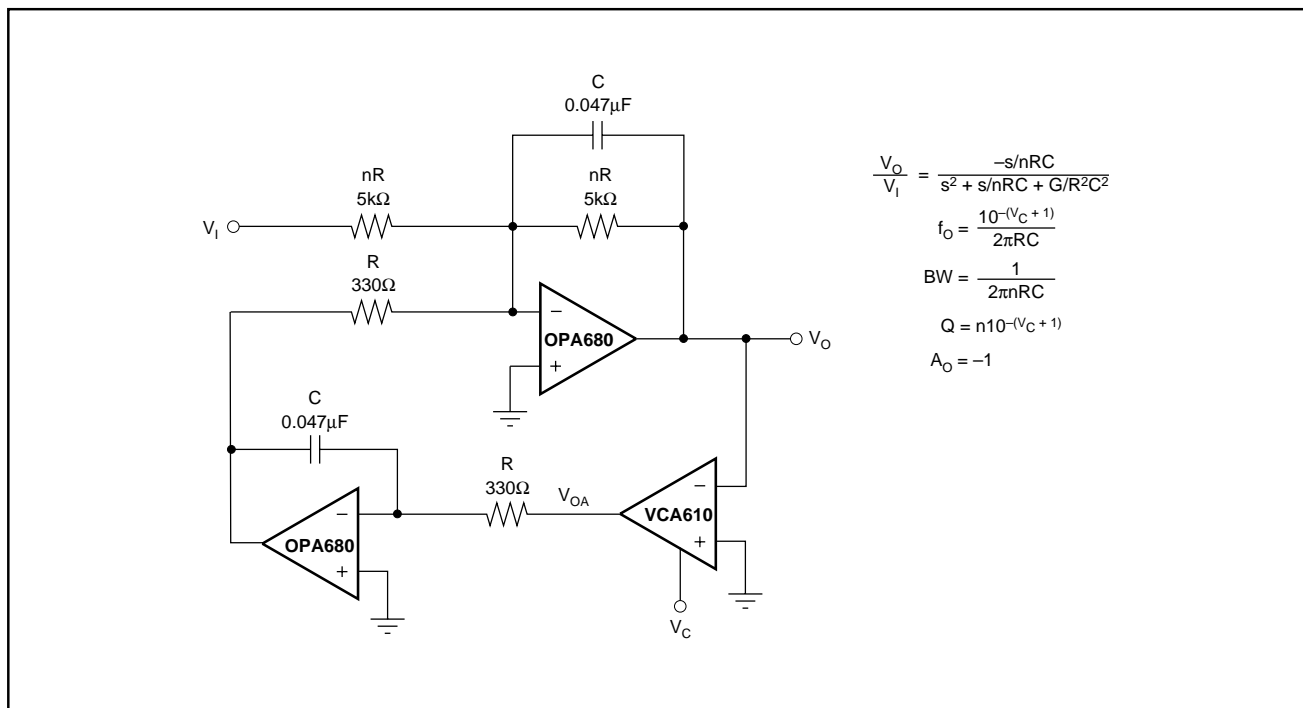 C
0.047μF
nR
5kΩ
nR
5kΩ
V_I
R
330Ω
−
OPA680
+
V_O
C
0.047μF
R
330Ω
V_OA
−
VCA610
+
−
OPA680
+
V_C
V_O/V_I = −s/nRC / s² + s/nRC + G/R²C²
f_O = 10^−(V_C + 1) / 2πRC
BW = 1 / 2πnRC
Q = n10^−(V_C + 1)
A_O = −1